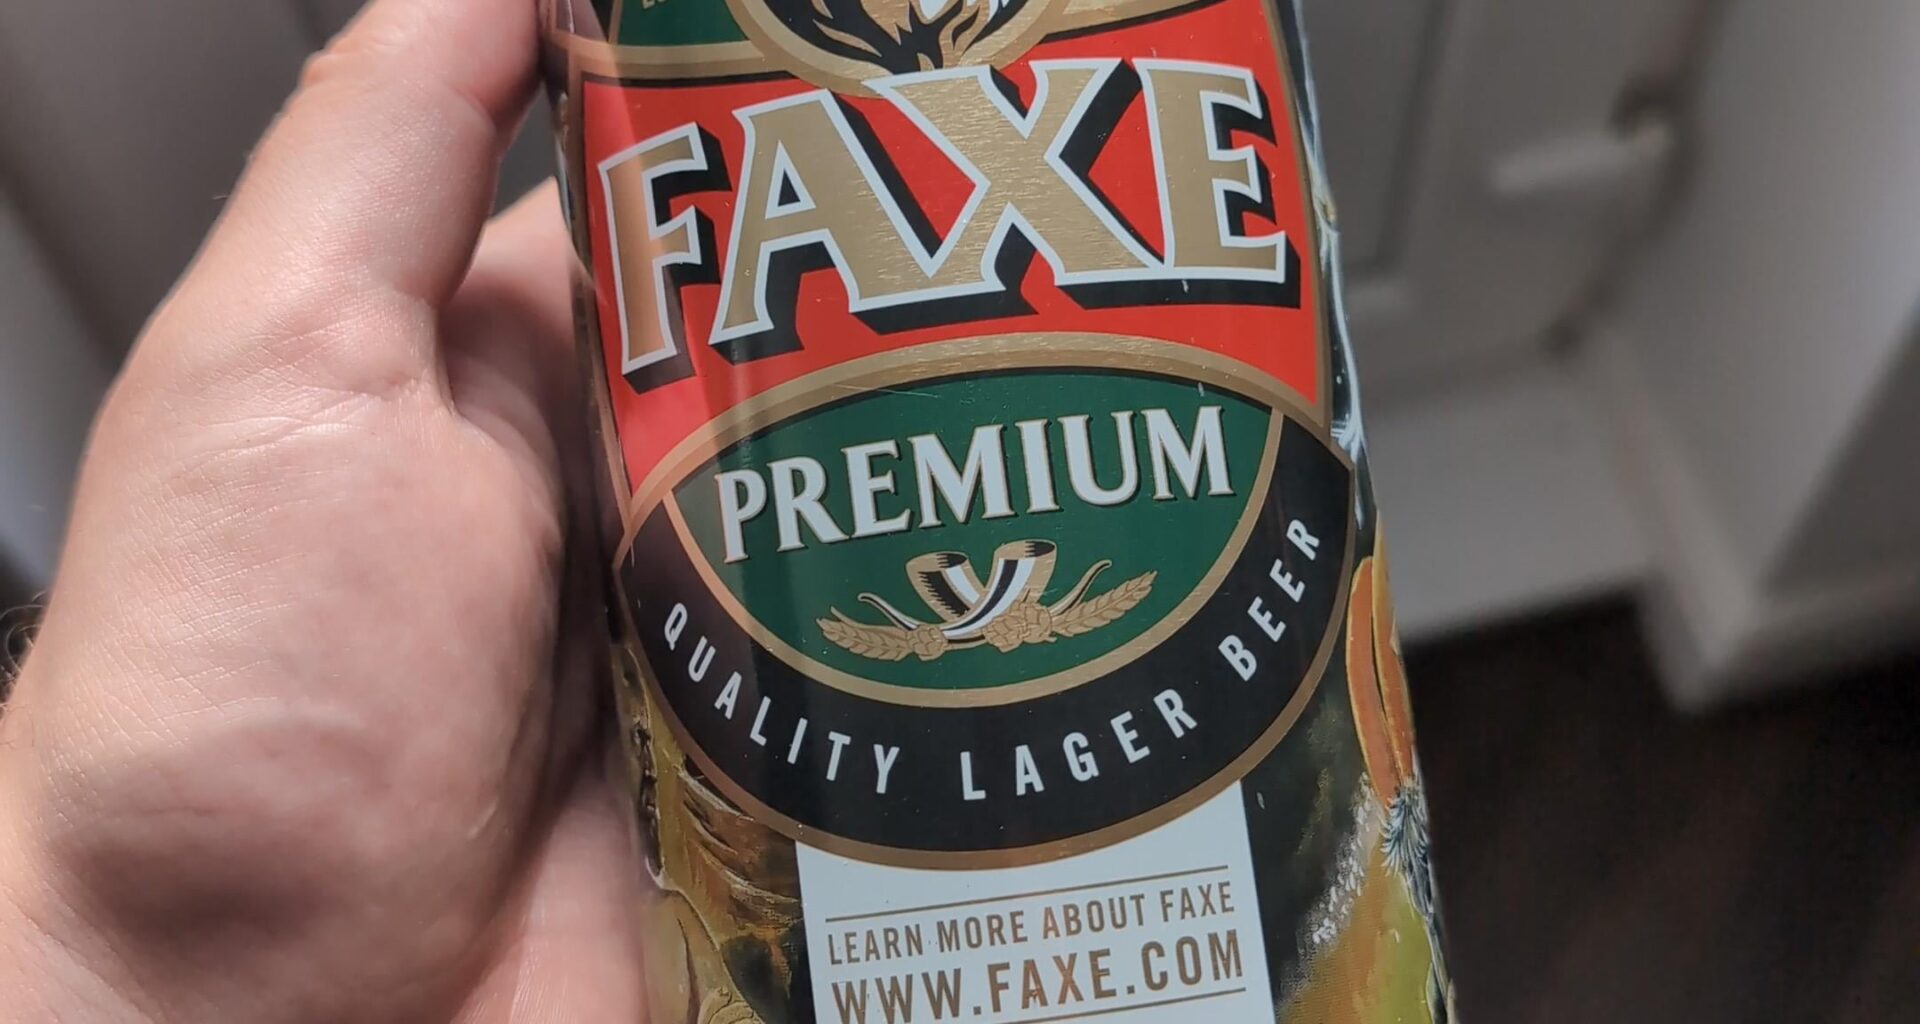 FAXE
PREMIUM
QUALITY LAGER BEER
LEARN MORE ABOUT FAXE
WWW.FAXE.COM